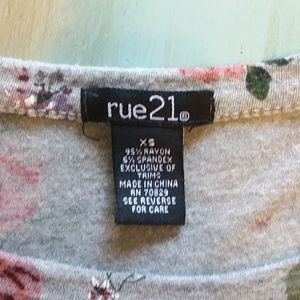 rue21®
XS
95% RAYON
5% SPANDEX
EXCLUSIVE OF
TRIMS
MADE IN CHINA
RN 70829
SEE REVERSE
FOR CARE